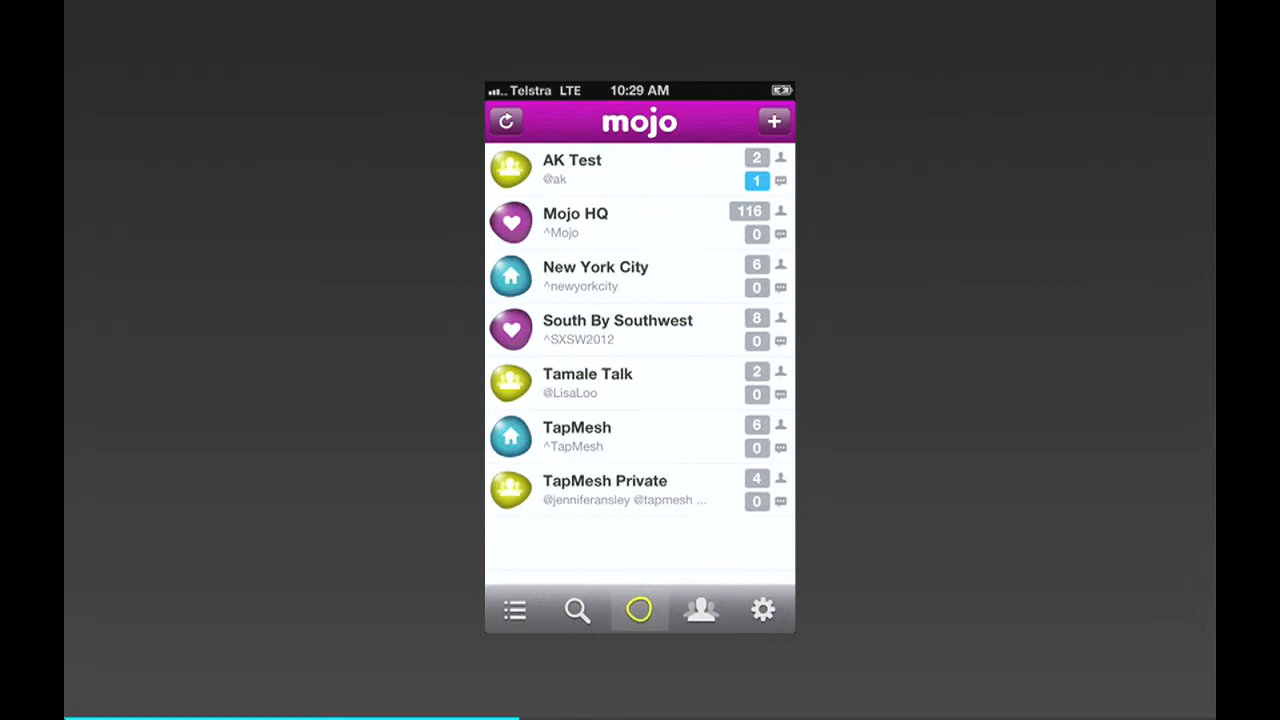 Telstra LTE 10:29 AM
mojo
AK Test 2
@ak 1
Mojo HQ 116
^Mojo 0
New York City 6
^newyorkcity 0
South By Southwest 8
^SXSW2012 0
Tamale Talk 2
@LisaLoo 0
TapMesh 6
^TapMesh 0
TapMesh Private 4
@jenniferansley @tapmesh ... 0